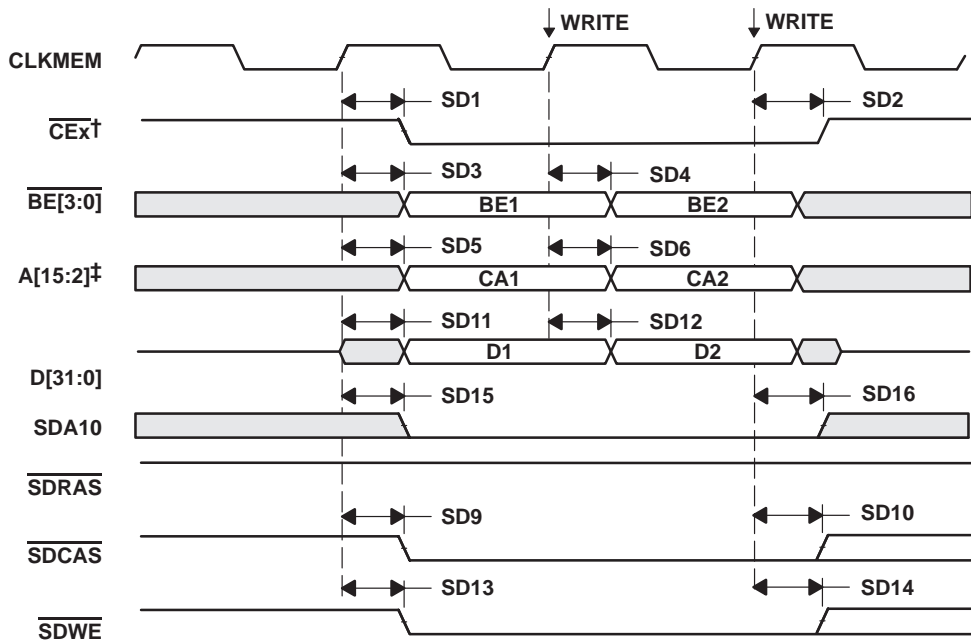 WRITE WRITE
CLKMEM
SD1 SD2
CEx†
SD3 SD4
BE[3:0] BE1 BE2
SD5 SD6
A[15:2]‡ CA1 CA2
SD11 SD12
D1 D2
D[31:0]
SD15 SD16
SDA10
SDRAS
SD9 SD10
SDCAS
SD13 SD14
SDWE